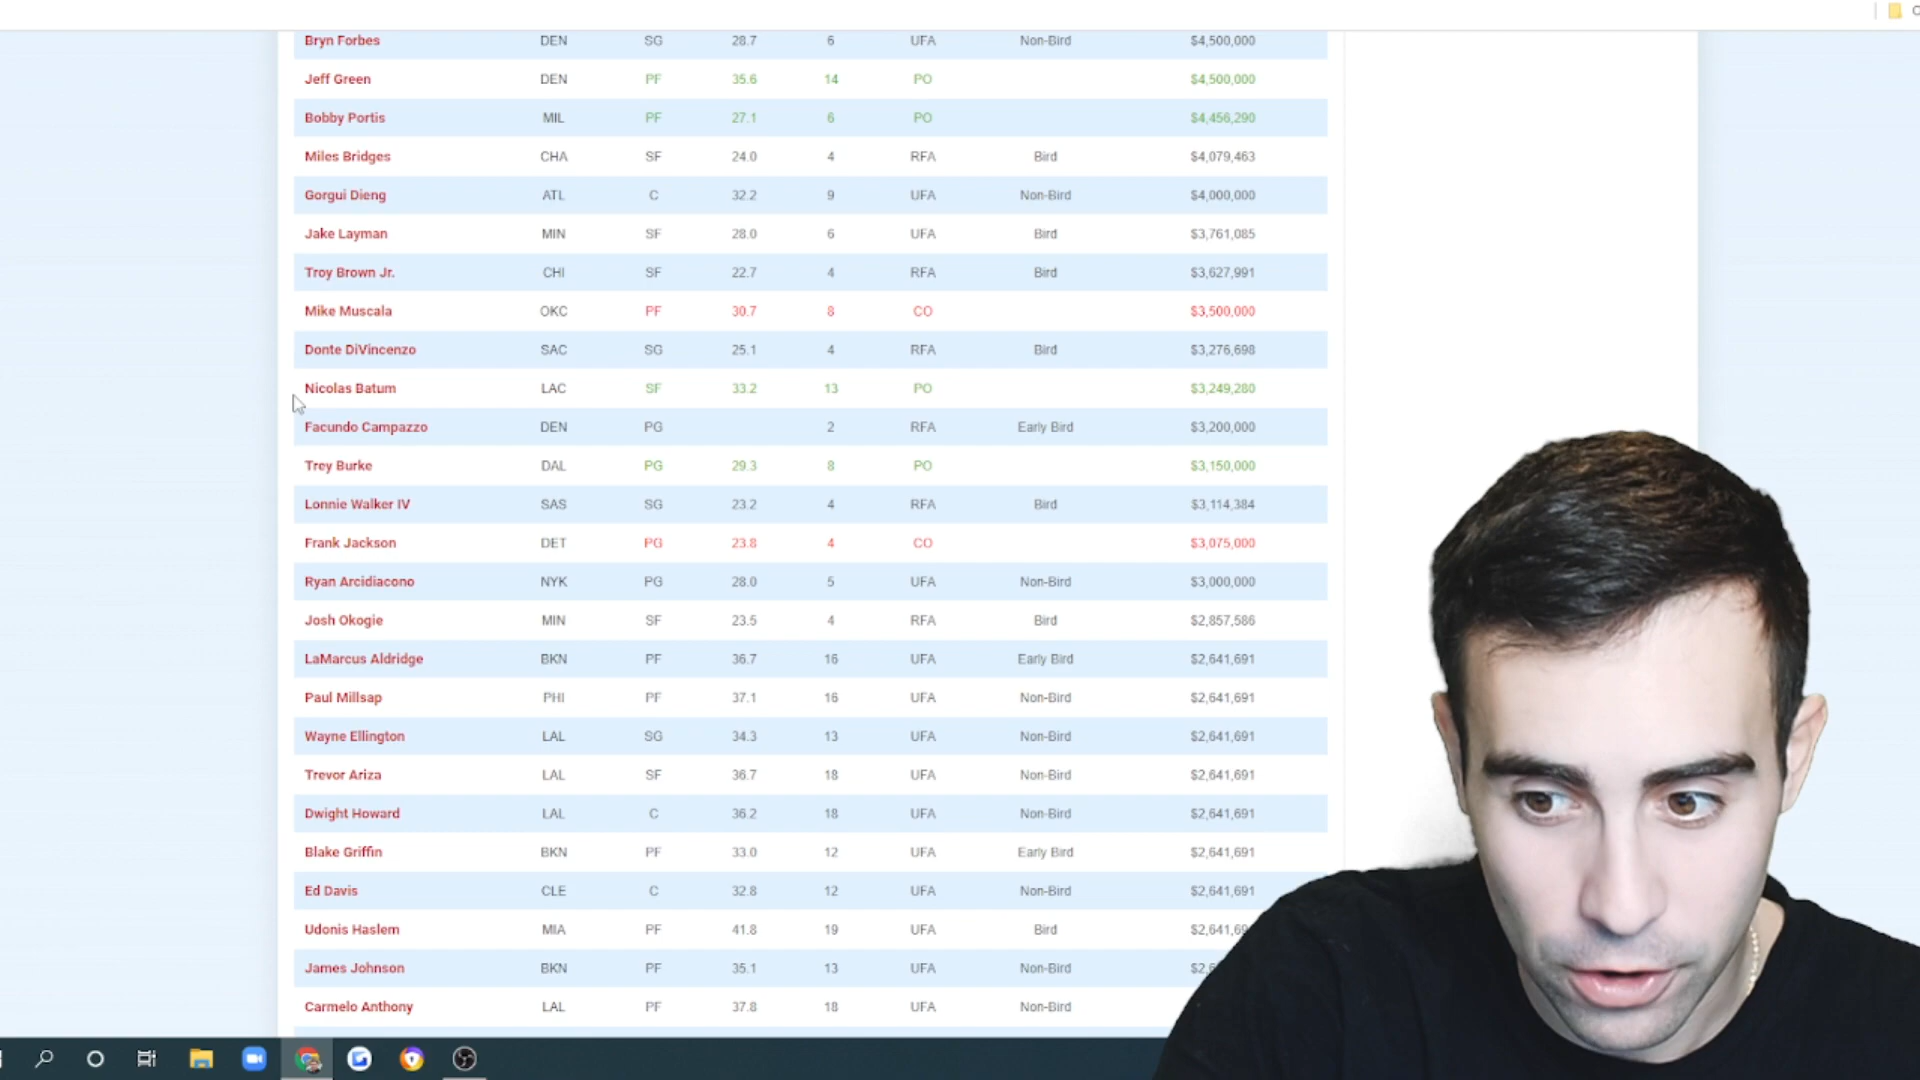 Bryn Forbes DEN SG 28.7 6 UFA Non-Bird $4,500,000
Jeff Green DEN PF 35.6 14 PO $4,500,000
Bobby Portis MIL PF 27.1 6 PO $4,456,290
Miles Bridges CHA SF 24.0 4 RFA Bird $4,079,463
Gorgui Dieng ATL C 32.2 9 UFA Non-Bird $4,000,000
Jake Layman MIN SF 28.0 6 UFA Bird $3,761,085
Troy Brown Jr. CHI SF 22.7 4 RFA Bird $3,627,991
Mike Muscala OKC PF 30.7 8 CO $3,500,000
Donte DiVincenzo SAC SG 25.1 4 RFA Bird $3,276,698
Nicolas Batum LAC SF 33.2 13 PO $3,249,280
Facundo Campazzo DEN PG 2 RFA Early Bird $3,200,000
Trey Burke DAL PG 29.3 8 PO $3,150,000
Lonnie Walker IV SAS SG 23.2 4 RFA Bird $3,114,384
Frank Jackson DET PG 23.8 4 CO $3,075,000
Ryan Arcidiacono NYK PG 28.0 5 UFA Non-Bird $3,000,000
Josh Okogie MIN SF 23.5 4 RFA Bird $2,857,586
LaMarcus Aldridge BKN PF 36.7 16 UFA Early Bird $2,641,691
Paul Millsap PHI PF 37.1 16 UFA Non-Bird $2,641,691
Wayne Ellington LAL SG 34.3 13 UFA Non-Bird $2,641,691
Trevor Ariza LAL SF 36.7 18 UFA Non-Bird $2,641,691
Dwight Howard LAL C 36.2 18 UFA Non-Bird $2,641,691
Blake Griffin BKN PF 33.0 12 UFA Early Bird $2,641,691
Ed Davis CLE C 32.8 12 UFA Non-Bird $2,641,691
Udonis Haslem MIA PF 41.8 19 UFA Bird
James Johnson BKN PF 35.1 13 UFA Non-Bird
Carmelo Anthony LAL PF 37.8 18 UFA Non-Bird